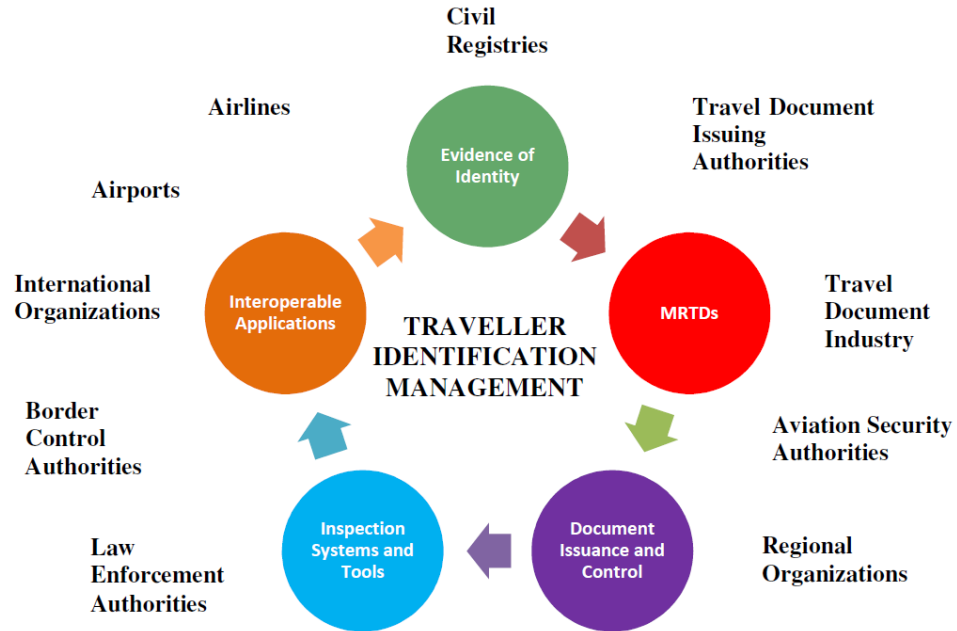 Civil
Registries
Airlines
Travel Document
Issuing
Authorities
Evidence of
Identity
Airports
International
Organizations
Interoperable
Applications
TRAVELLER
IDENTIFICATION
MANAGEMENT
MRTDs
Travel
Document
Industry
Border
Control
Authorities
Aviation Security
Authorities
Inspection
Systems and
Tools
Document
Issuance and
Control
Law
Enforcement
Authorities
Regional
Organizations